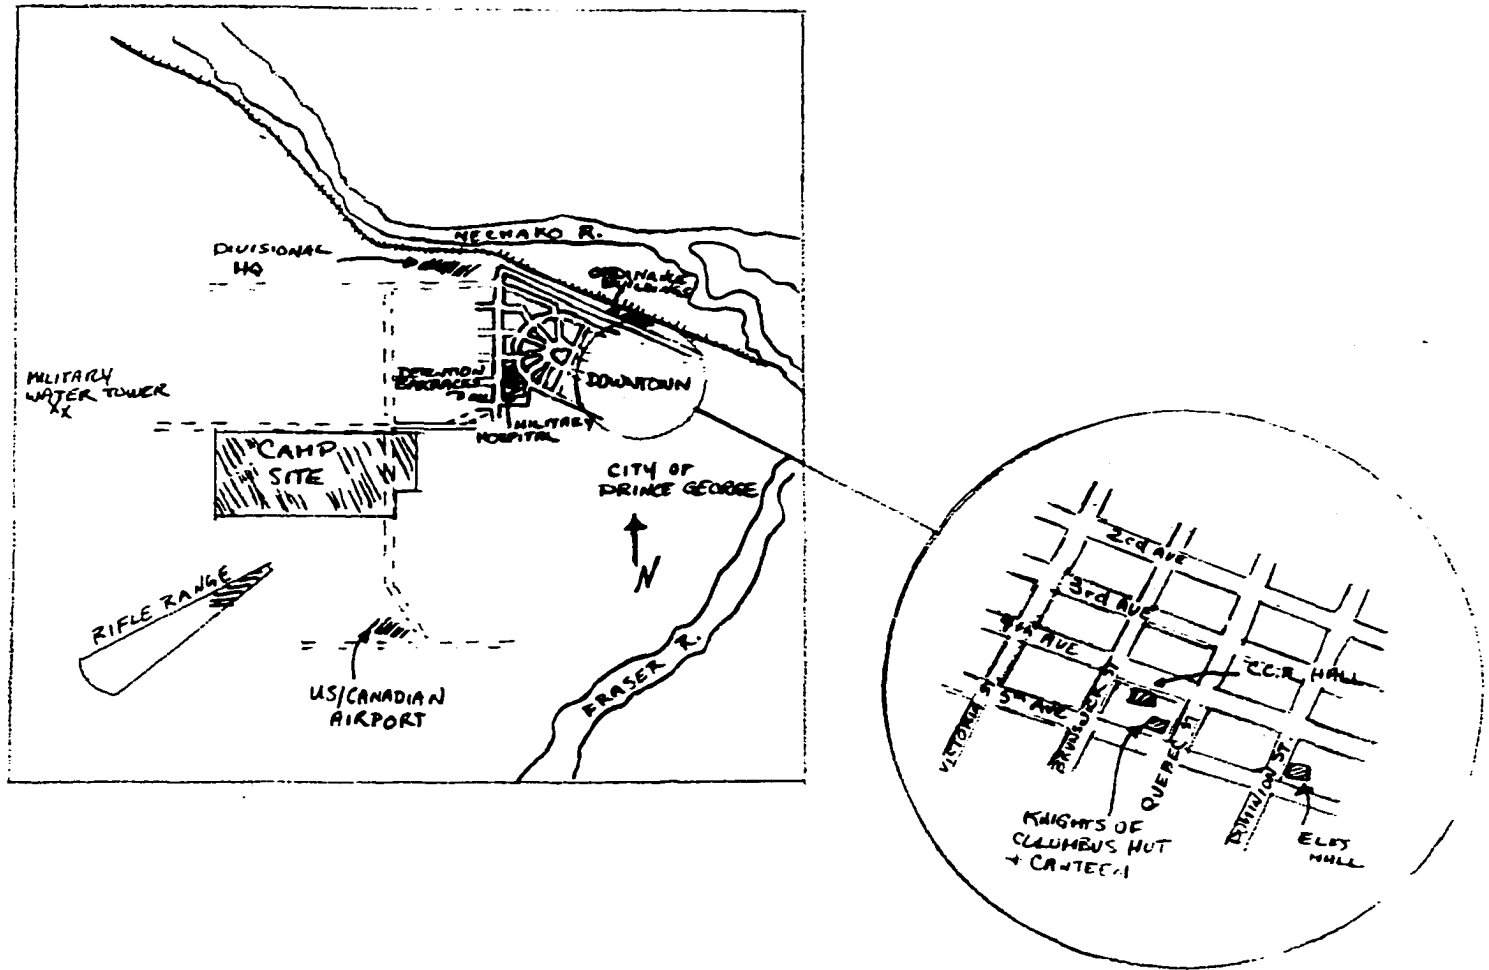 NECHAKO R.
DIVISIONAL
HQ
ORDNANCE
BUILDINGS
MILITARY
WATER TOWER
XX
DETENTION
BARRACKS
DOWNTOWN
MILITARY
HOSPITAL
CAMP
SITE
CITY OF
PRINCE GEORGE
N
RIFLE RANGE
FRASER R.
US/CANADIAN
AIRPORT
2cd AVE
3rd AVE
4th AVE
5th AVE
C.C.R. HALL
VICTORIA ST.
BRUNSWICK ST.
QUEBEC ST
DOMINION ST.
KNIGHTS OF
COLUMBUS HUT
+ CANTEEN
ELKS
HALL